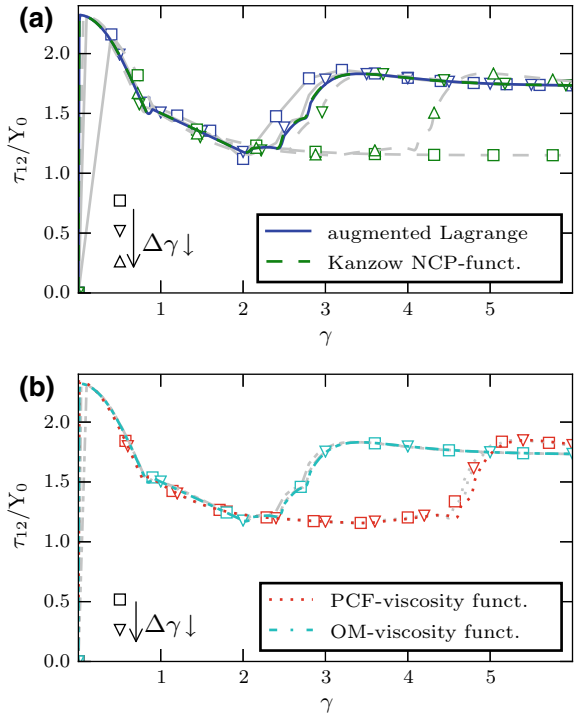 (a)
2.0
1.5
1.0
0.5
0.0
τ12/Y0
Δγ ↓
augmented Lagrange
Kanzow NCP-funct.
1 2 3 4 5
γ
(b)
2.0
1.5
1.0
0.5
0.0
τ12/Y0
Δγ ↓
PCF-viscosity funct.
OM-viscosity funct.
1 2 3 4 5
γ